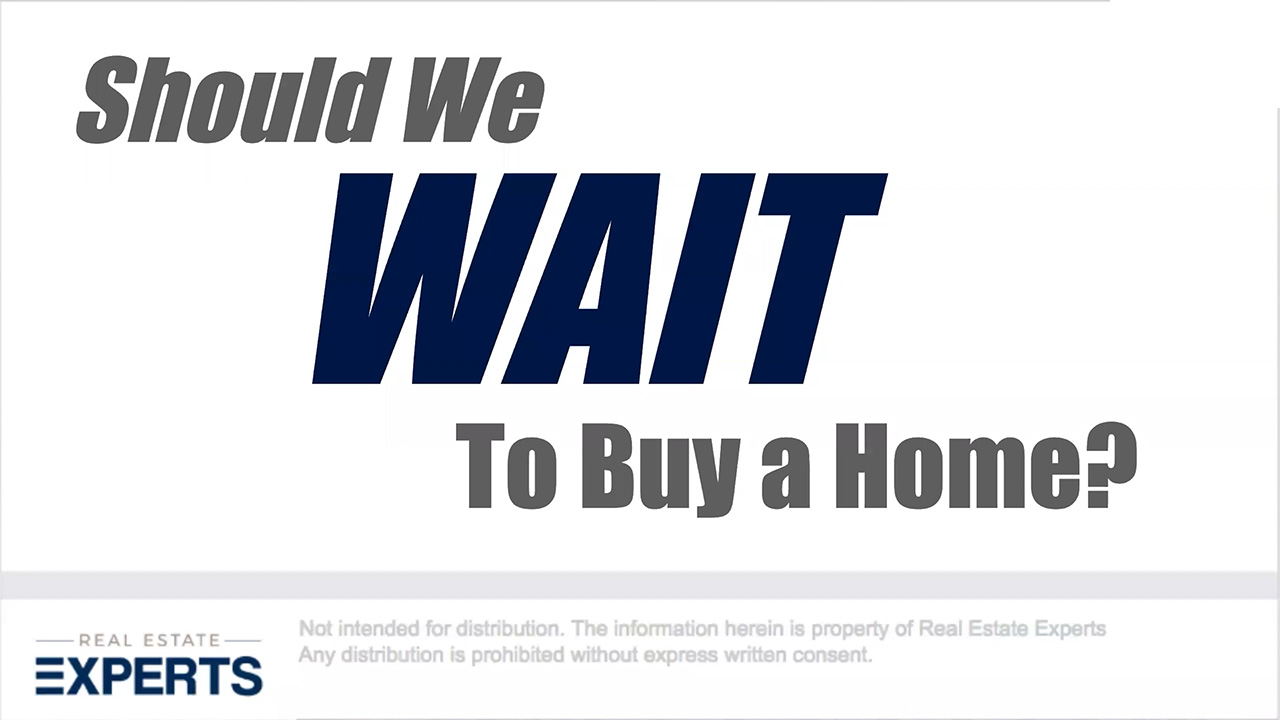 Should We
WAIT
To Buy a Home?
REAL ESTATE
EXPERTS
Not intended for distribution. The information herein is property of Real Estate Experts
Any distribution is prohibited without express written consent.